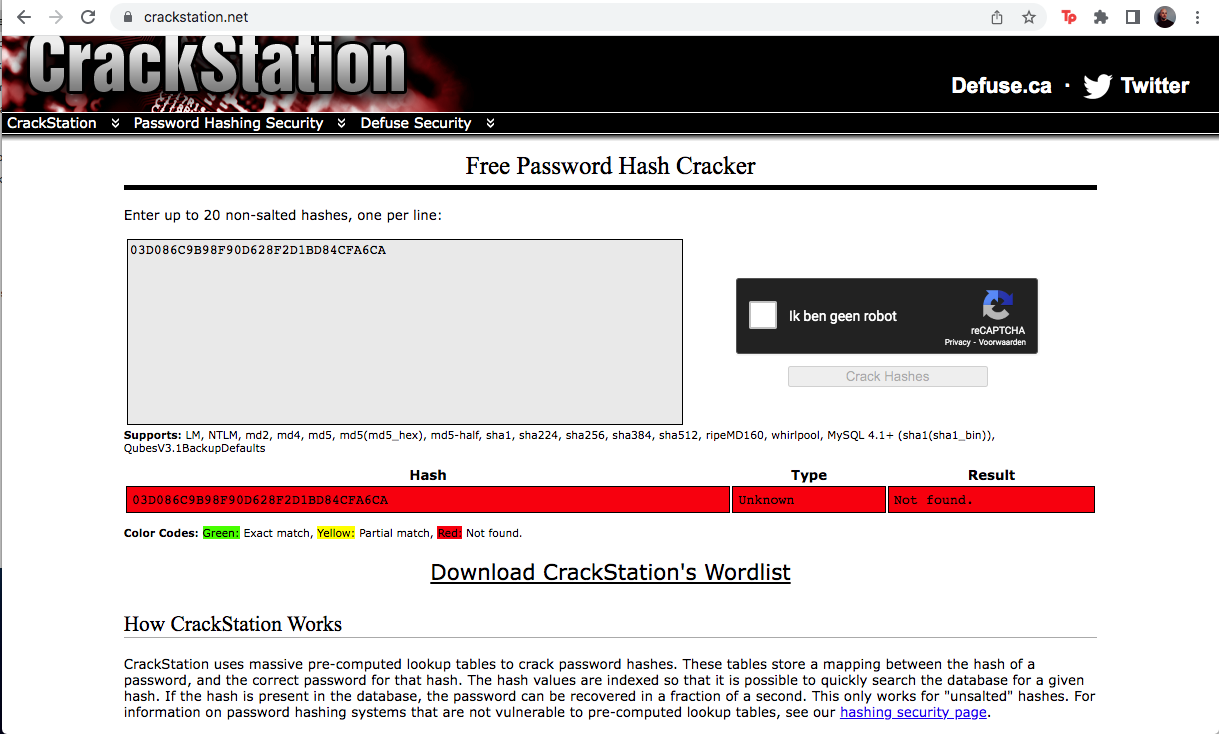 crackstation.net
CrackStation
Defuse.ca · Twitter
CrackStation Password Hashing Security Defuse Security
Free Password Hash Cracker
Enter up to 20 non-salted hashes, one per line:
03D086C9B98F90D628F2D1BD84CFA6CA
Ik ben geen robot
reCAPTCHA
Privacy - Voorwaarden
Crack Hashes
Supports: LM, NTLM, md2, md4, md5, md5(md5_hex), md5-half, sha1, sha224, sha256, sha384, sha512, ripeMD160, whirlpool, MySQL 4.1+ (sha1(sha1_bin)),
QubesV3.1BackupDefaults
Hash Type Result
03D086C9B98F90D628F2D1BD84CFA6CA Unknown Not found.
Color Codes: Green: Exact match, Yellow: Partial match, Red: Not found.
Download CrackStation's Wordlist
How CrackStation Works
CrackStation uses massive pre-computed lookup tables to crack password hashes. These tables store a mapping between the hash of a
password, and the correct password for that hash. The hash values are indexed so that it is possible to quickly search the database for a given
hash. If the hash is present in the database, the password can be recovered in a fraction of a second. This only works for "unsalted" hashes. For
information on password hashing systems that are not vulnerable to pre-computed lookup tables, see our hashing security page.